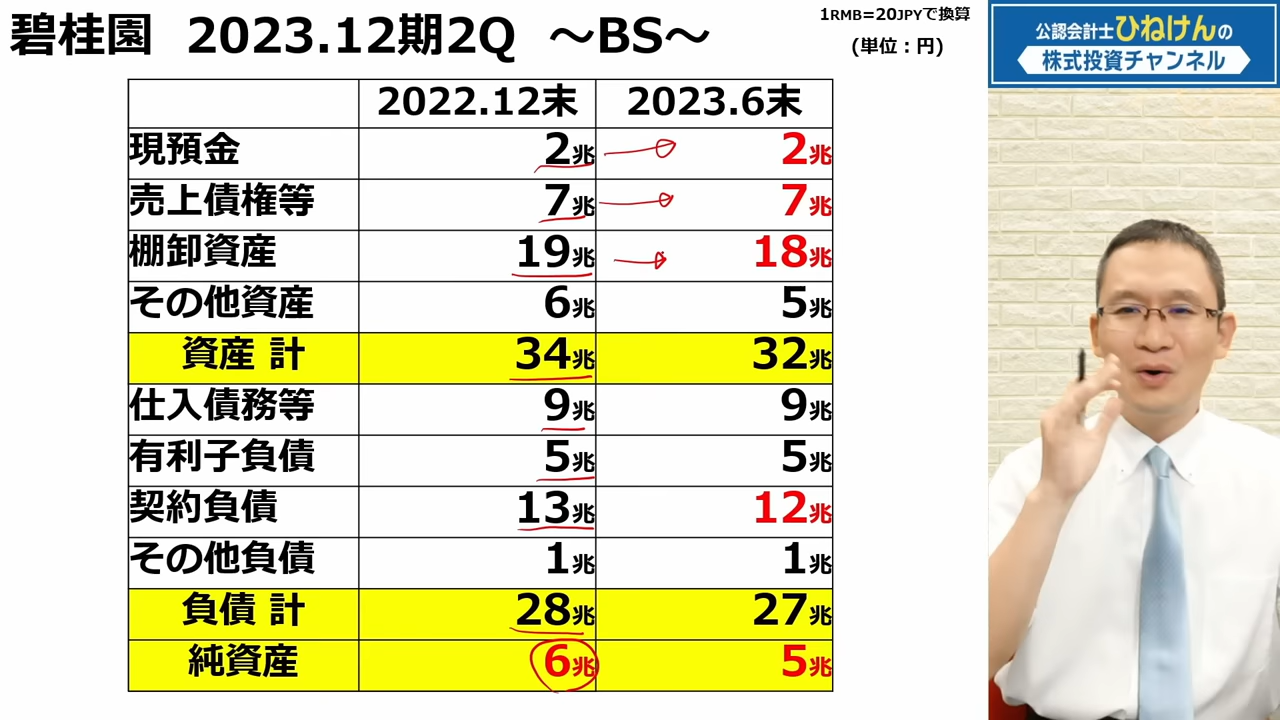 碧桂園 2023.12期2Q ~BS~
1RMB=20JPYで換算
(単位:円)
公認会計士ひねけんの
株式投資チャンネル
2022.12末 2023.6末
現預金 2兆 2兆
売上債権等 7兆 7兆
棚卸資産 19兆 18兆
その他資産 6兆 5兆
資産 計 34兆 32兆
仕入債務等 9兆 9兆
有利子負債 5兆 5兆
契約負債 13兆 12兆
その他負債 1兆 1兆
負債 計 28兆 27兆
純資産 6兆 5兆